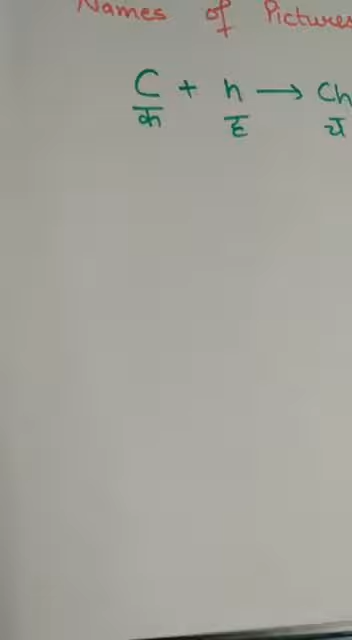 Names of Pictures
C + h → Ch
क ह च